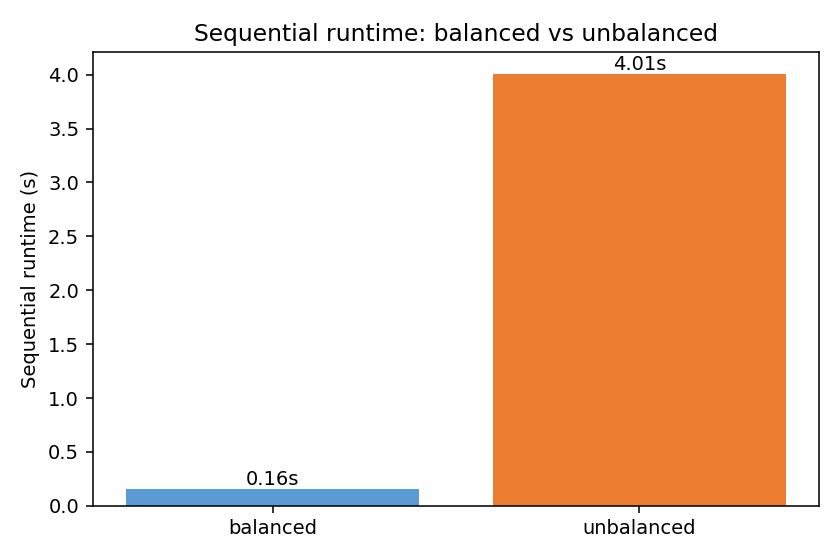 Sequential runtime: balanced vs unbalanced
Sequential runtime (s)
4.0
3.5
3.0
2.5
2.0
1.5
1.0
0.5
0.0
0.16s
4.01s
balanced
unbalanced